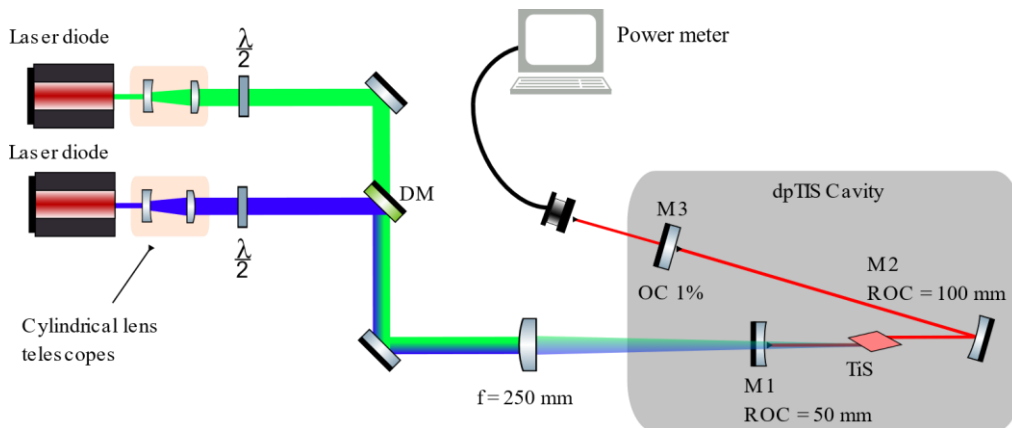 Laser diode
λ/2
Power meter
Laser diode
DM
λ/2
Cylindrical lens
telescopes
f = 250 mm
dpTIS Cavity
M3
OC 1%
M2
ROC = 100 mm
TiS
M1
ROC = 50 mm